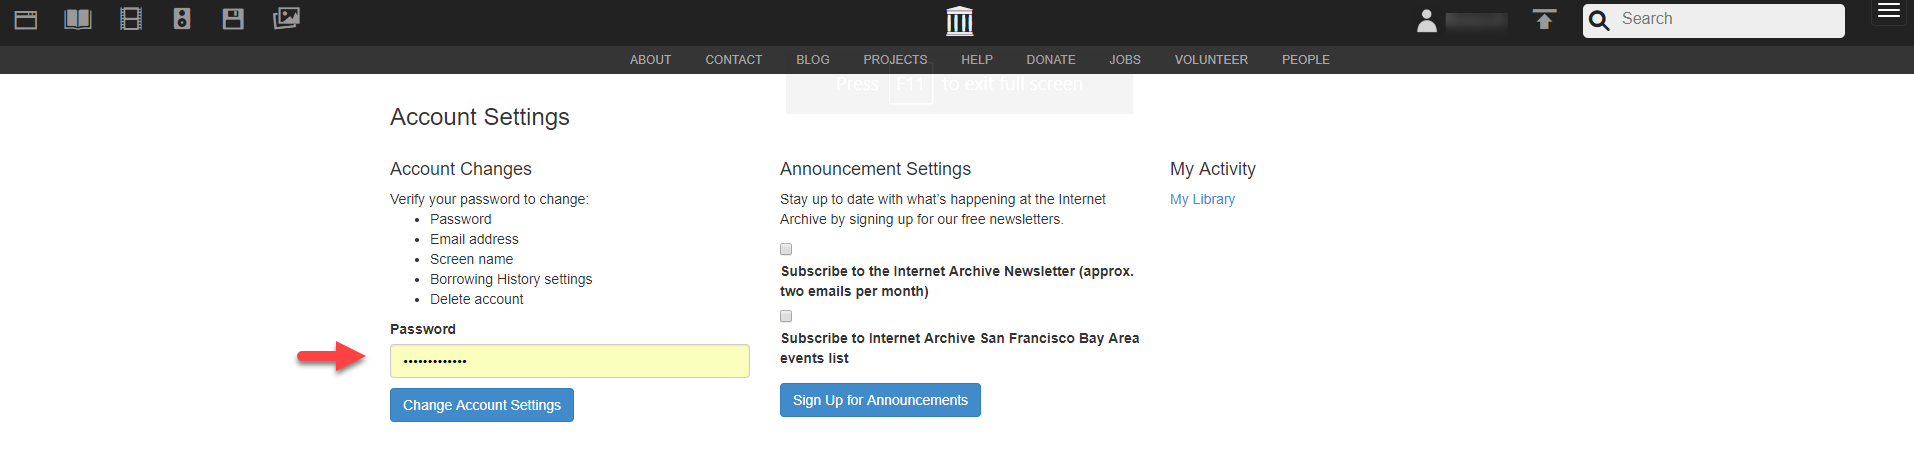 Search
ABOUT CONTACT BLOG PROJECTS HELP DONATE JOBS VOLUNTEER PEOPLE
Press F11 to exit full screen
Account Settings
Account Changes
Verify your password to change:
• Password
• Email address
• Screen name
• Borrowing History settings
• Delete account
Password
•••••••••••••
Change Account Settings
Announcement Settings
Stay up to date with what's happening at the Internet
Archive by signing up for our free newsletters.
Subscribe to the Internet Archive Newsletter (approx.
two emails per month)
Subscribe to Internet Archive San Francisco Bay Area
events list
Sign Up for Announcements
My Activity
My Library